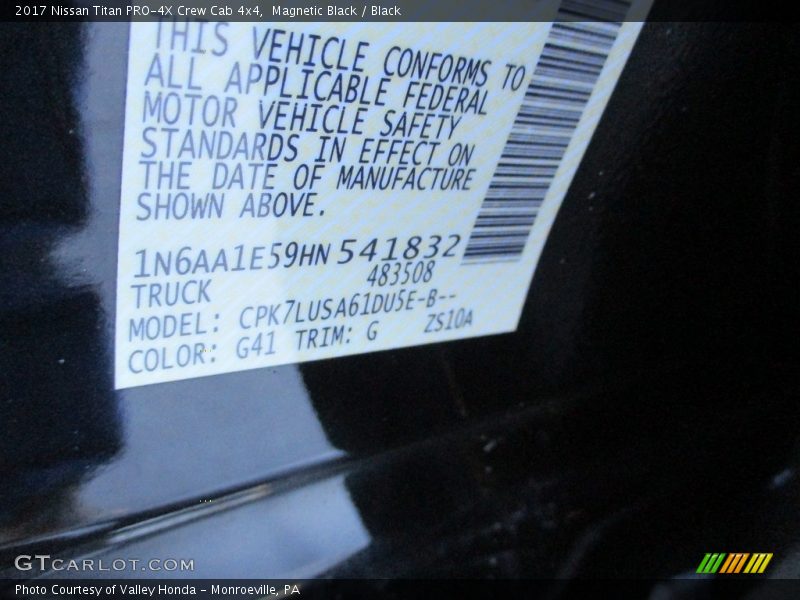 2017 Nissan Titan PRO-4X Crew Cab 4x4, Magnetic Black / Black
THIS VEHICLE CONFORMS TO
ALL APPLICABLE FEDERAL
MOTOR VEHICLE SAFETY
STANDARDS IN EFFECT ON
THE DATE OF MANUFACTURE
SHOWN ABOVE.
1N6AA1E59HN541832
483508
TRUCK
MODEL: CPK7LUSA61DU5E-B--
COLOR: G41 TRIM: G ZS10A
GTCARLOT.COM
Photo Courtesy of Valley Honda - Monroeville, PA